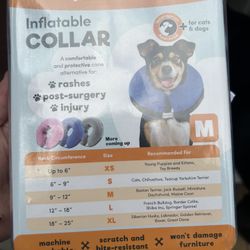 Inflatable
COLLAR
+ for cats
& dogs
A comfortable
and protective cone
alternative for:
rashes
post-surgery
injury
More
coming up
M
Neck Circumference Size Recommended For
Up to 6" XS Young Puppies and Kittens,
Toy Breeds
6" – 9" S Cats, Chihuahua, Teacup Yorkshire Terrier
9" – 12" M Boston Terrier, Jack Russell, Miniature
Dachshund, Maine Coon
12" – 18" L French Bulldog, Border Collie,
Shiba Inu, Springer Spaniel
18" – 25" XL Siberian Husky, Labrador, Golden Retriever,
Boxer, Great Dane
machine scratch and won't damage
bite-resistant furniture